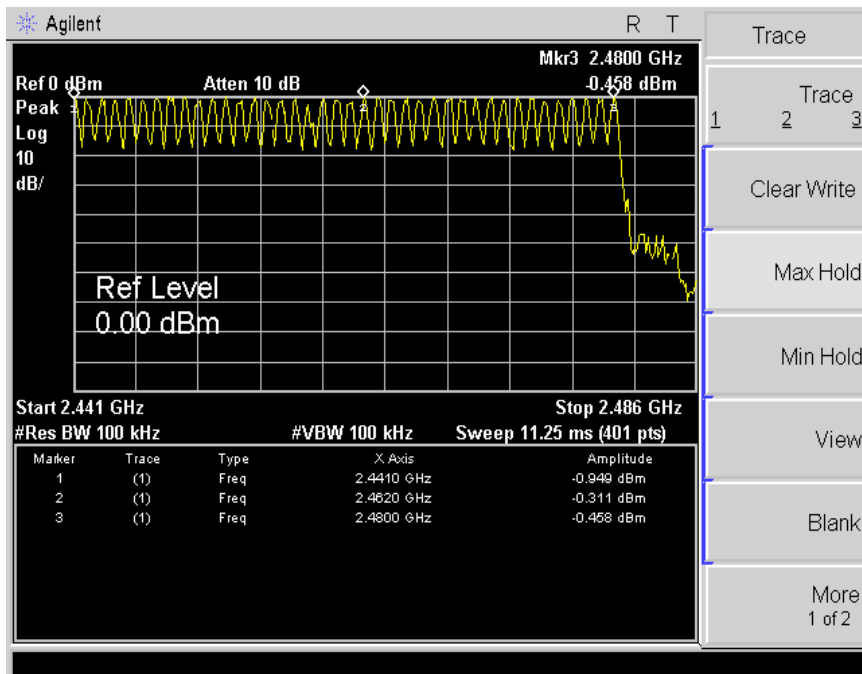 Agilent R T
Mkr3 2.4800 GHz
Ref 0 dBm Atten 10 dB -0.458 dBm
Peak
Log
10
dB/
1 2 3
Ref Level
0.00 dBm
Start 2.441 GHz Stop 2.486 GHz
#Res BW 100 kHz #VBW 100 kHz Sweep 11.25 ms (401 pts)
Marker Trace Type X Axis Amplitude
1 (1) Freq 2.4410 GHz -0.949 dBm
2 (1) Freq 2.4620 GHz -0.311 dBm
3 (1) Freq 2.4800 GHz -0.458 dBm
Trace
Trace
1 2 3
Clear Write
Max Hold
Min Hold
View
Blank
More
1 of 2